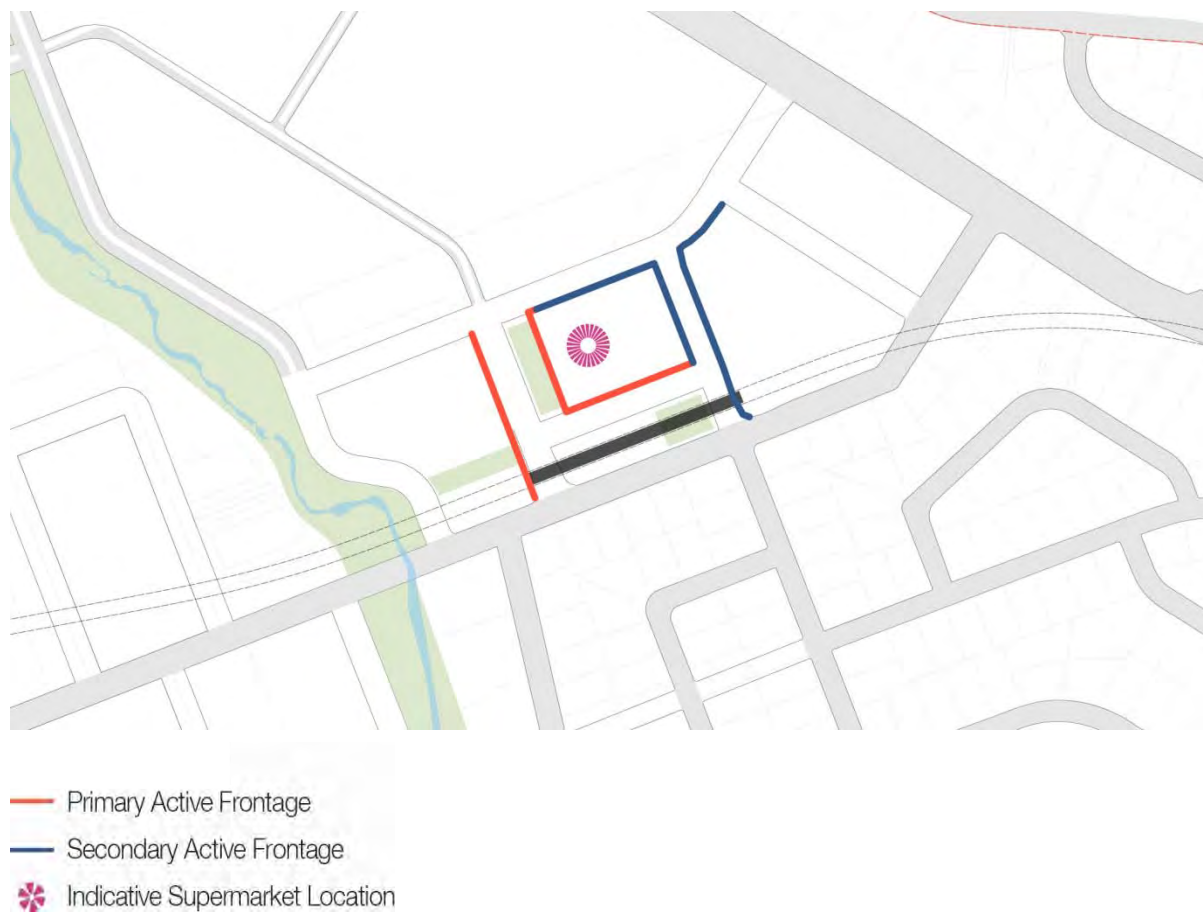 Primary Active Frontage
Secondary Active Frontage
Indicative Supermarket Location